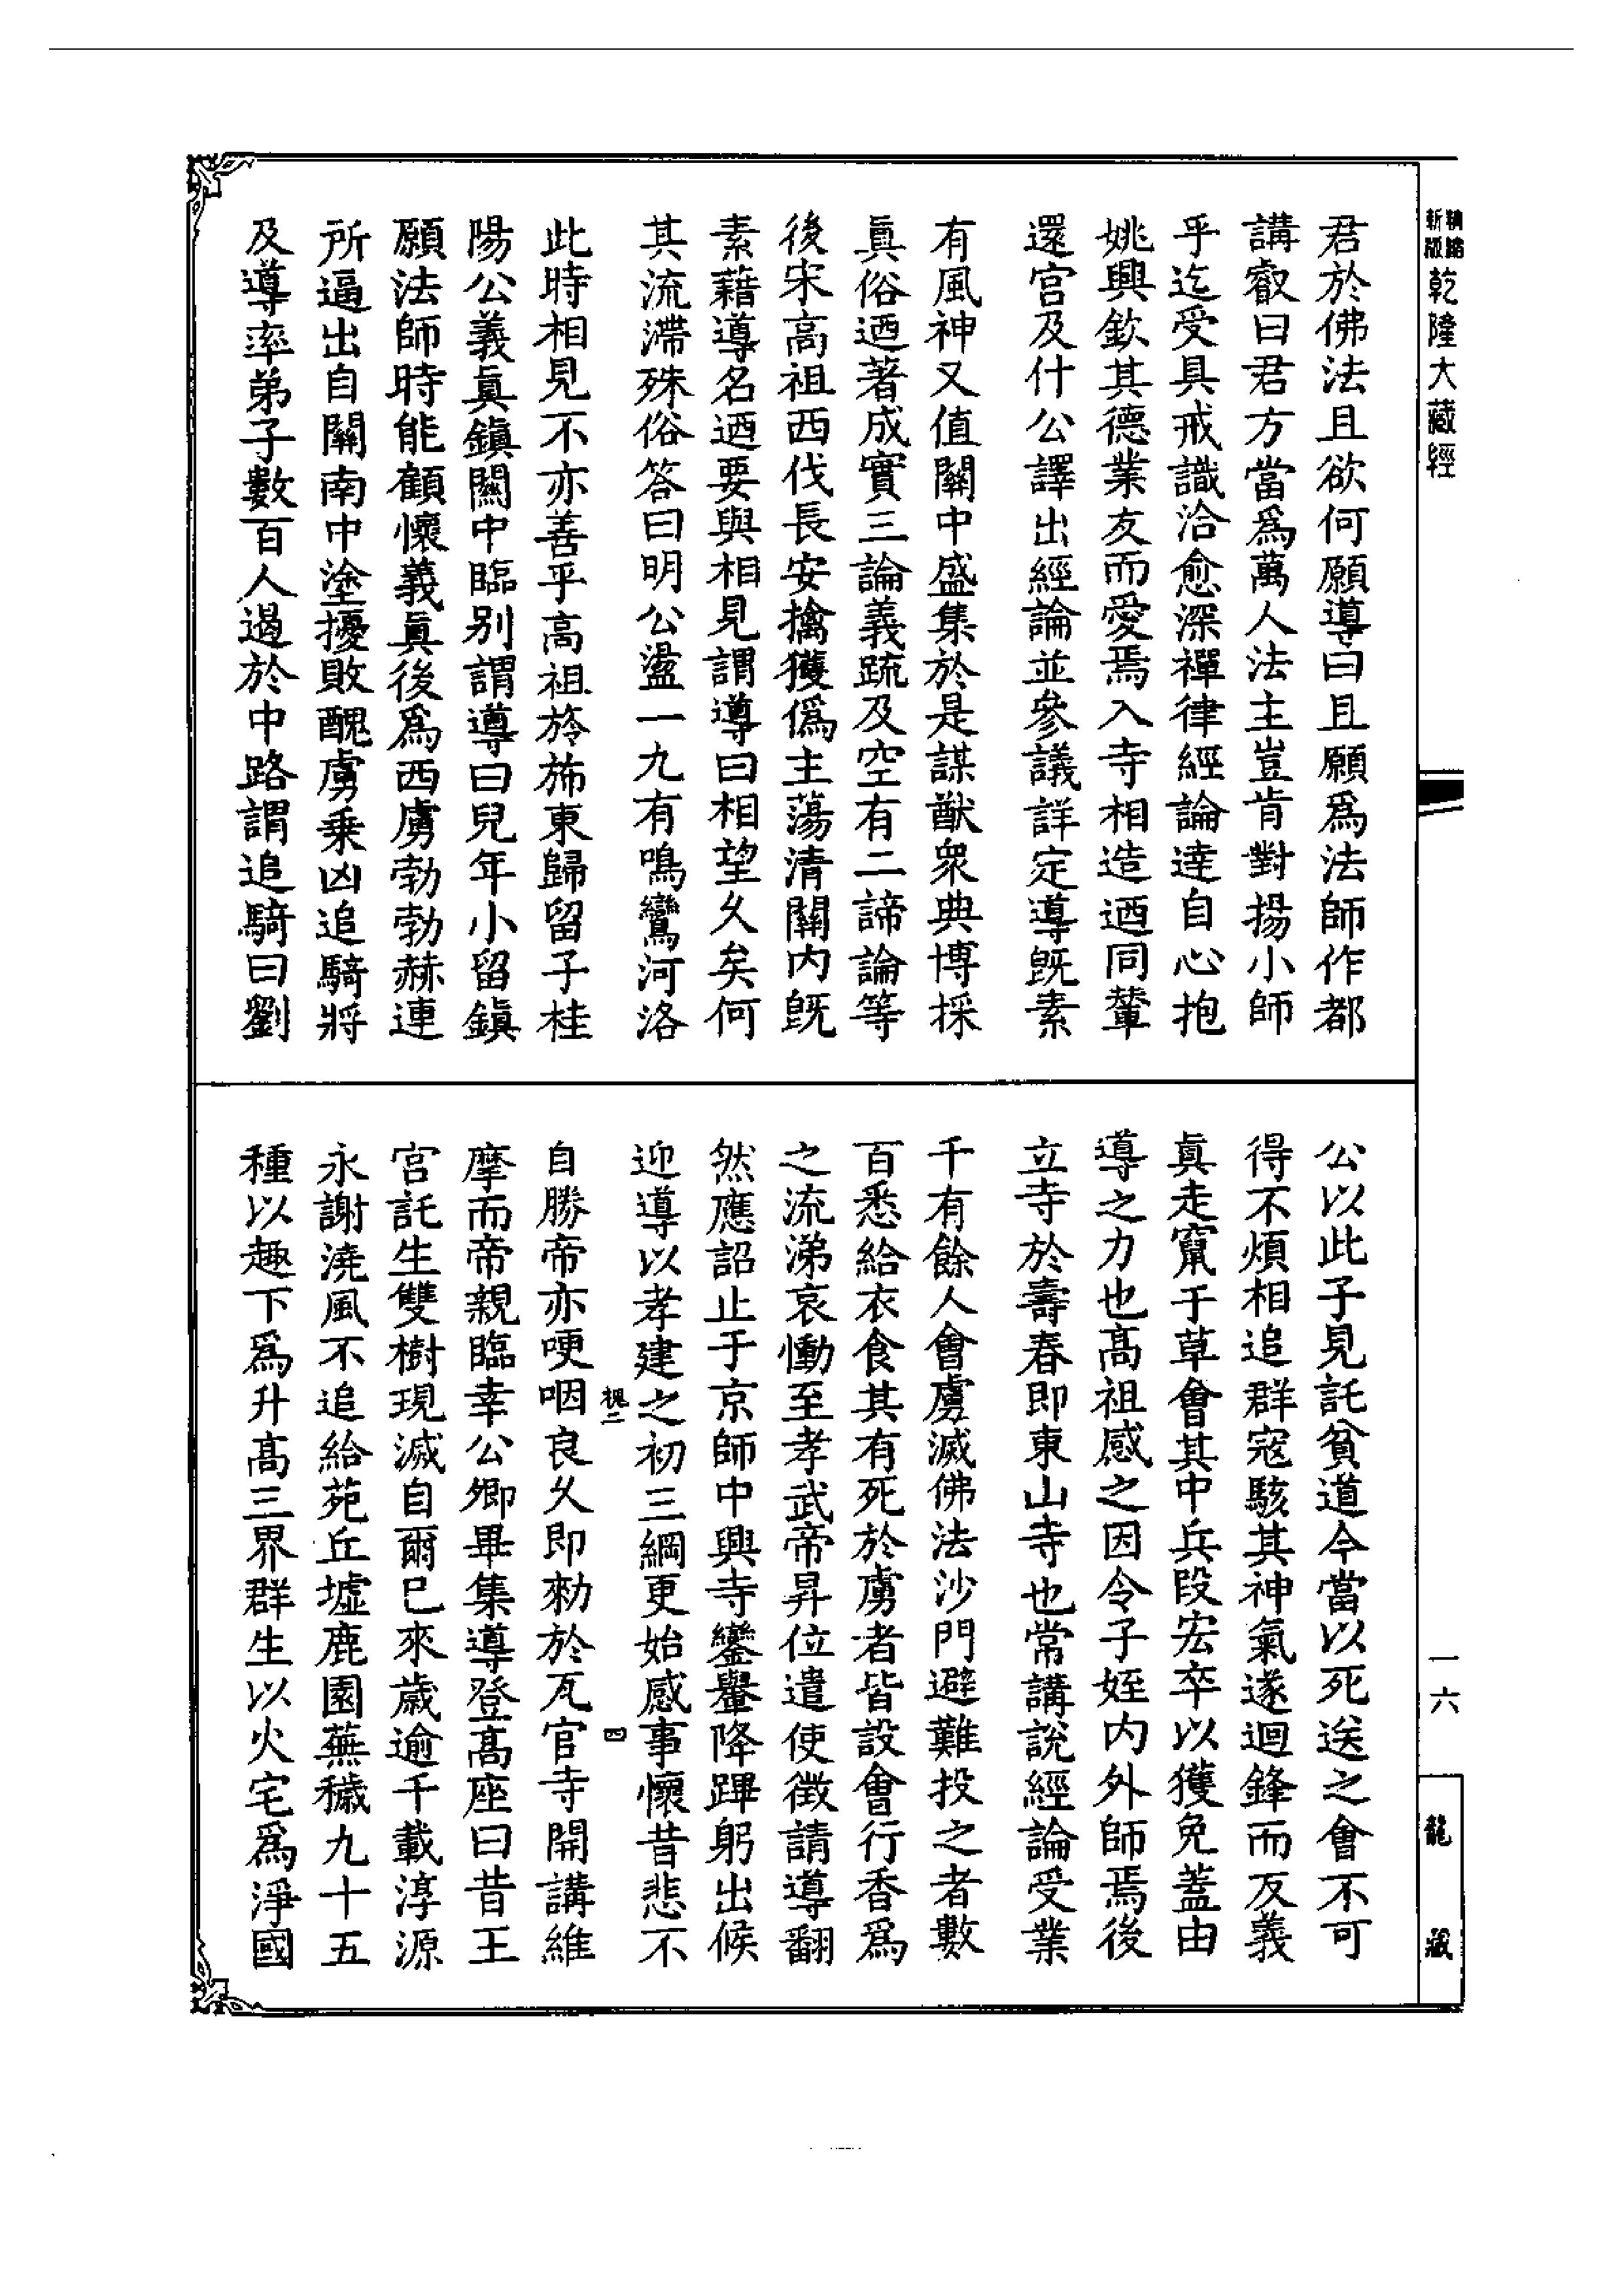 精縮
新版
乾隆大藏經
君於佛法且欲何願導曰且願爲法師作都
講叡曰君方當爲萬人法主豈肯對揚小師
乎迄受具戒識洽愈深禪律經論達自心抱
姚興欽其德業友而愛焉入寺相造迺同輦
還宮及什公譯出經論並參議詳定導既素
有風神又值關中盛集於是謀猷衆典博採
眞俗迺著成實三論義疏及空有二諦論等
後宋高祖西伐長安擒獲僞主蕩清關内既
素藉導名迺要與相見謂導曰相望久矣何
其流滯殊俗答曰明公盪一九有鳴鸞河洛
此時相見不亦善乎高祖旍斾東歸留子桂
陽公義眞鎭關中臨別謂導曰兒年小留鎭
願法師時能顧懷義眞後爲西虜勃勃赫連
所逼出自關南中塗擾敗醜虜乗凶追騎將
及導率弟子數百人遏於中路謂追騎曰劉
公以此子見託貧道今當以死送之會不可
得不煩相追群寇駭其神氣遂迴鋒而反義
眞走竄于草會其中兵段宏卒以獲免蓋由
導之力也髙祖感之因令子姪内外師焉後
立寺於壽春即東山寺也常講説經論受業
千有餘人會虜滅佛法沙門避難投之者數
百悉給衣食其有死於虜者皆設會行香爲
之流涕哀慟至孝武帝昇位遣使徴請導翻
然應詔止于京師中興寺鑾轝降蹕躬出候
迎導以孝建之初三綱更始感事懷昔悲不
槐二
四
自勝帝亦哽咽良久即勑於瓦官寺開講維
摩而帝親臨幸公卿畢集導登髙座曰昔王
宮託生雙樹現滅自爾已來歲逾千載淳源
永謝澆風不追給苑丘墟鹿園蕪穢九十五
種以趣下爲升髙三界群生以火宅爲淨國
一六
龍藏